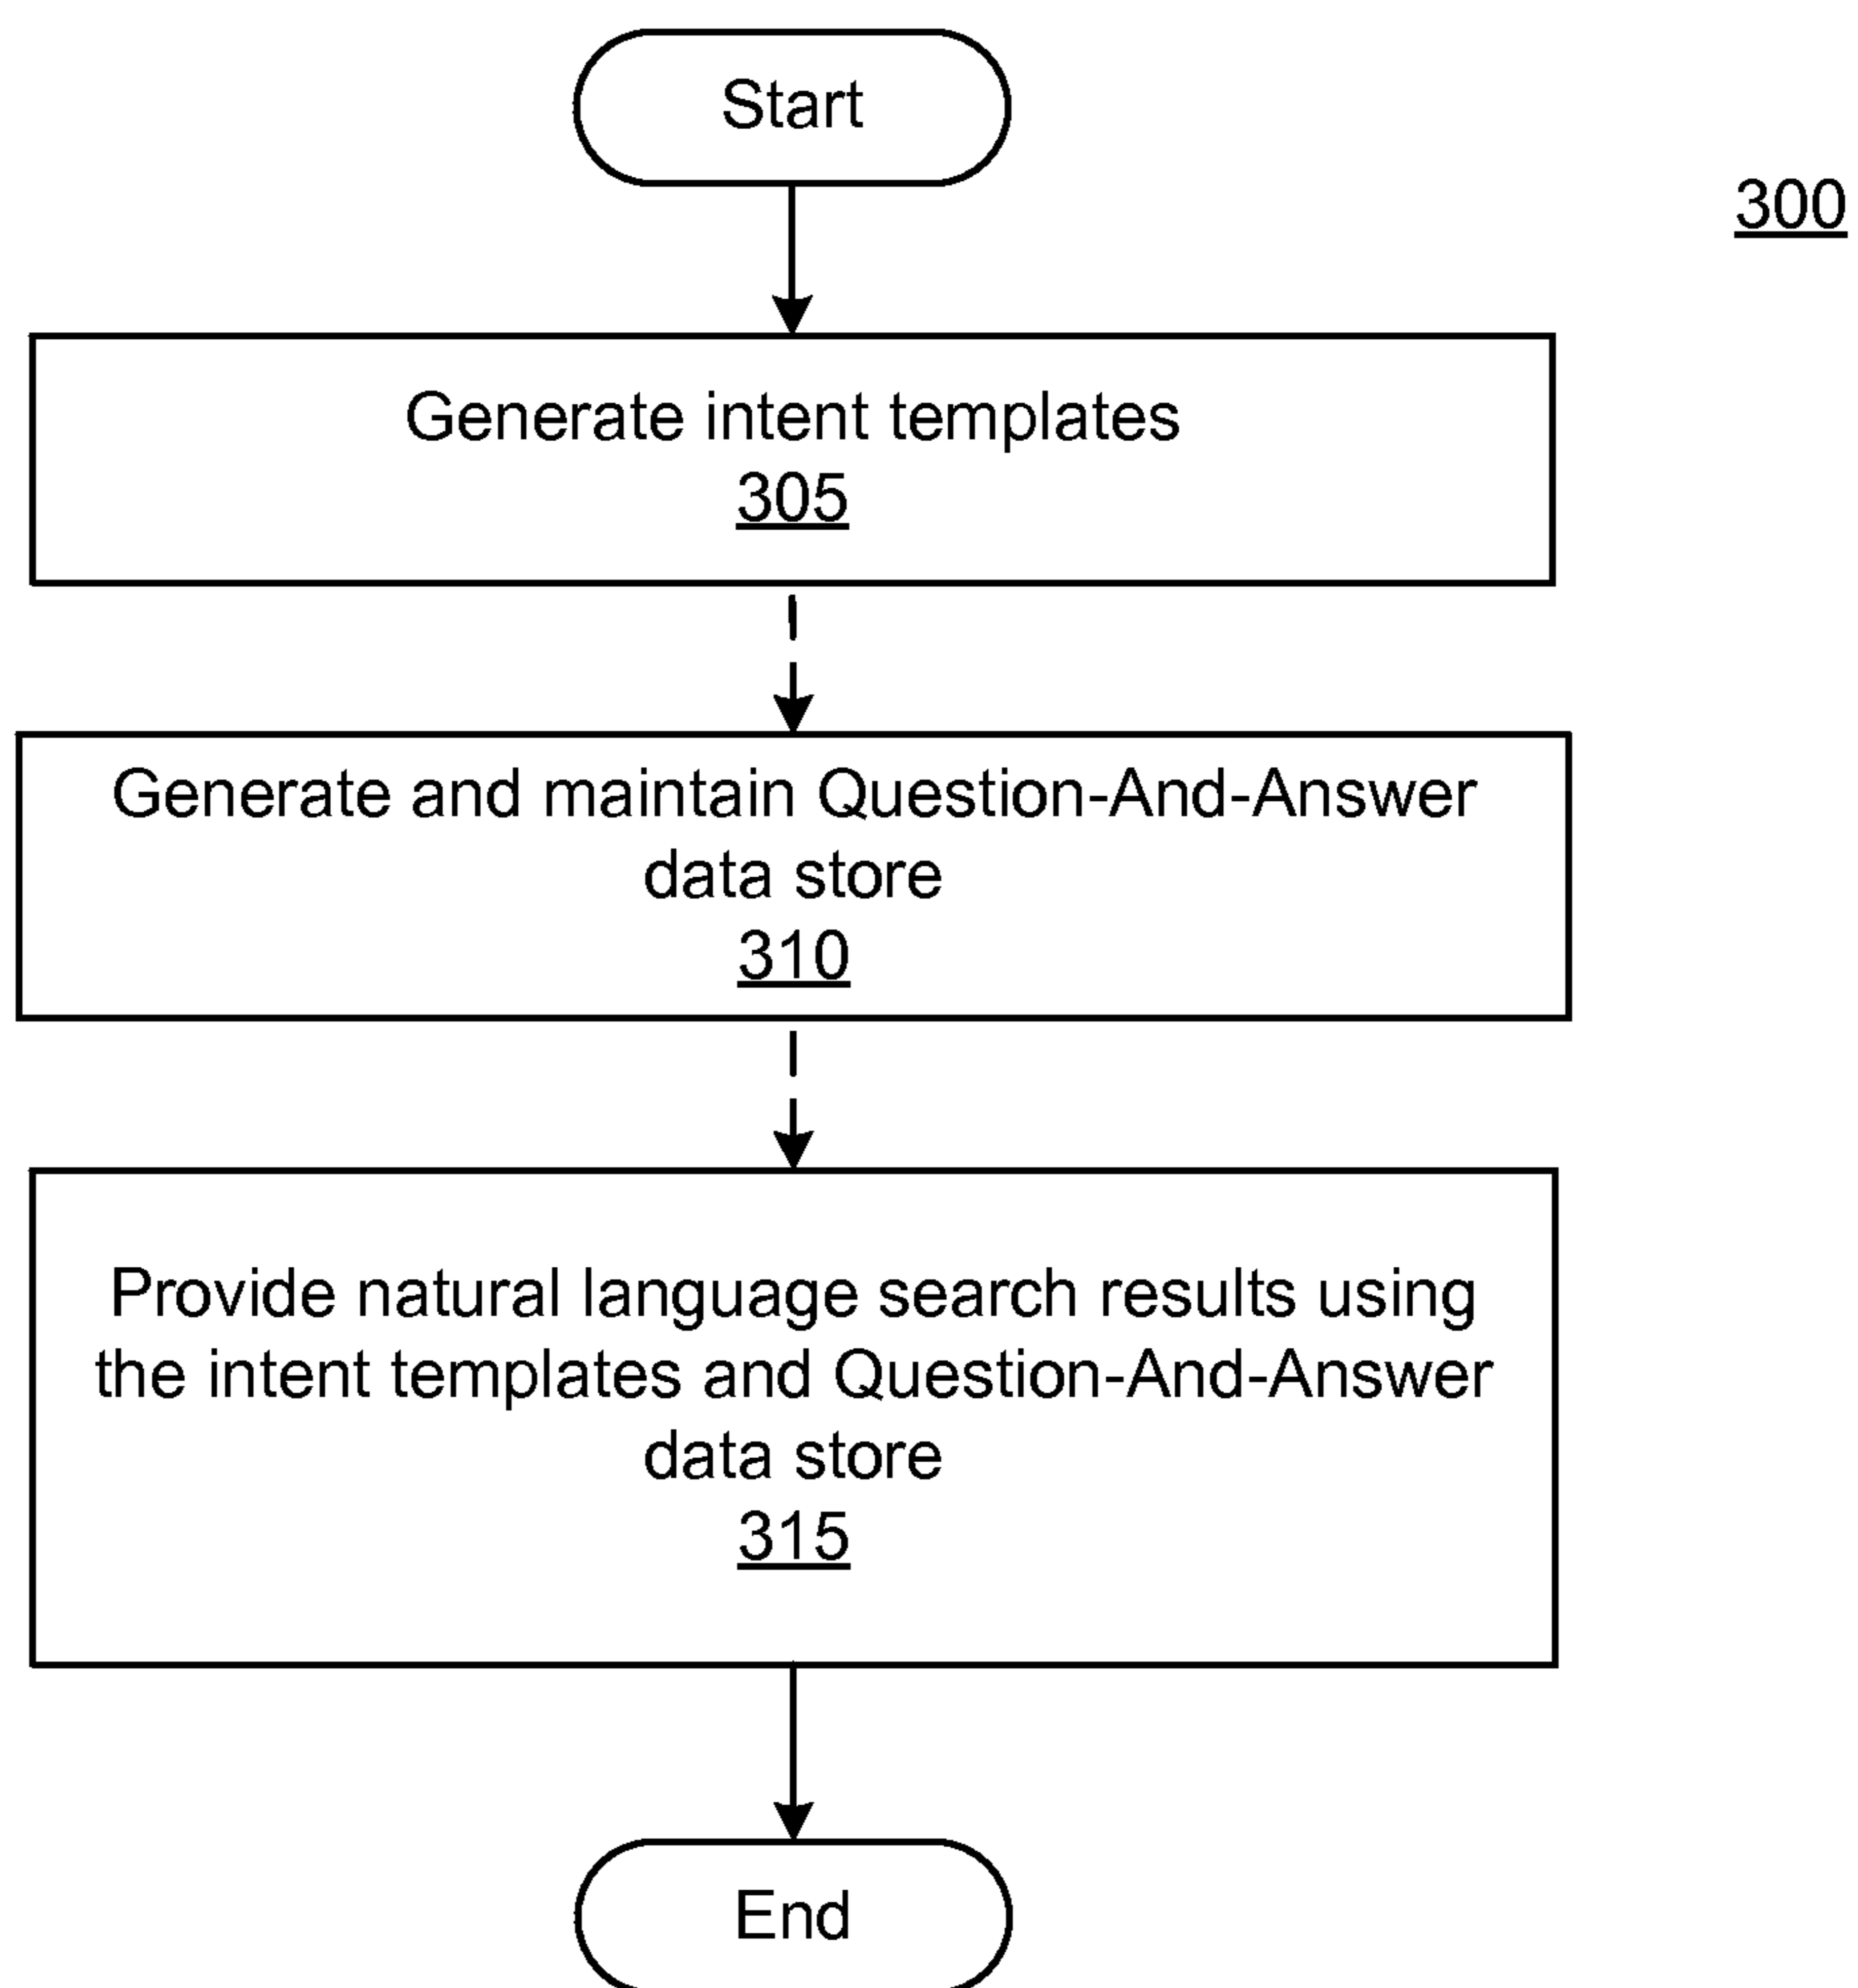 Start
300
Generate intent templates
305
Generate and maintain Question-And-Answer
data store
310
Provide natural language search results using
the intent templates and Question-And-Answer
data store
315
End